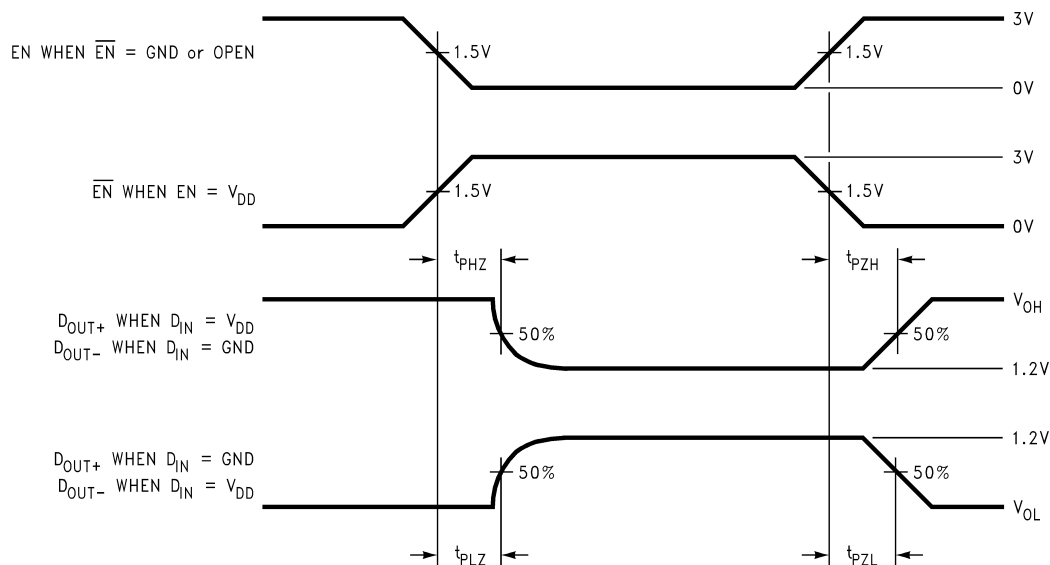 3V
EN WHEN E̅N̅ = GND or OPEN
1.5V
1.5V
0V
3V
E̅N̅ WHEN EN = VDD
1.5V
1.5V
0V
tPHZ
tPZH
VOH
DOUT+ WHEN DIN = VDD
50%
50%
DOUT− WHEN DIN = GND
1.2V
1.2V
DOUT+ WHEN DIN = GND
50%
50%
DOUT− WHEN DIN = VDD
VOL
tPLZ
tPZL